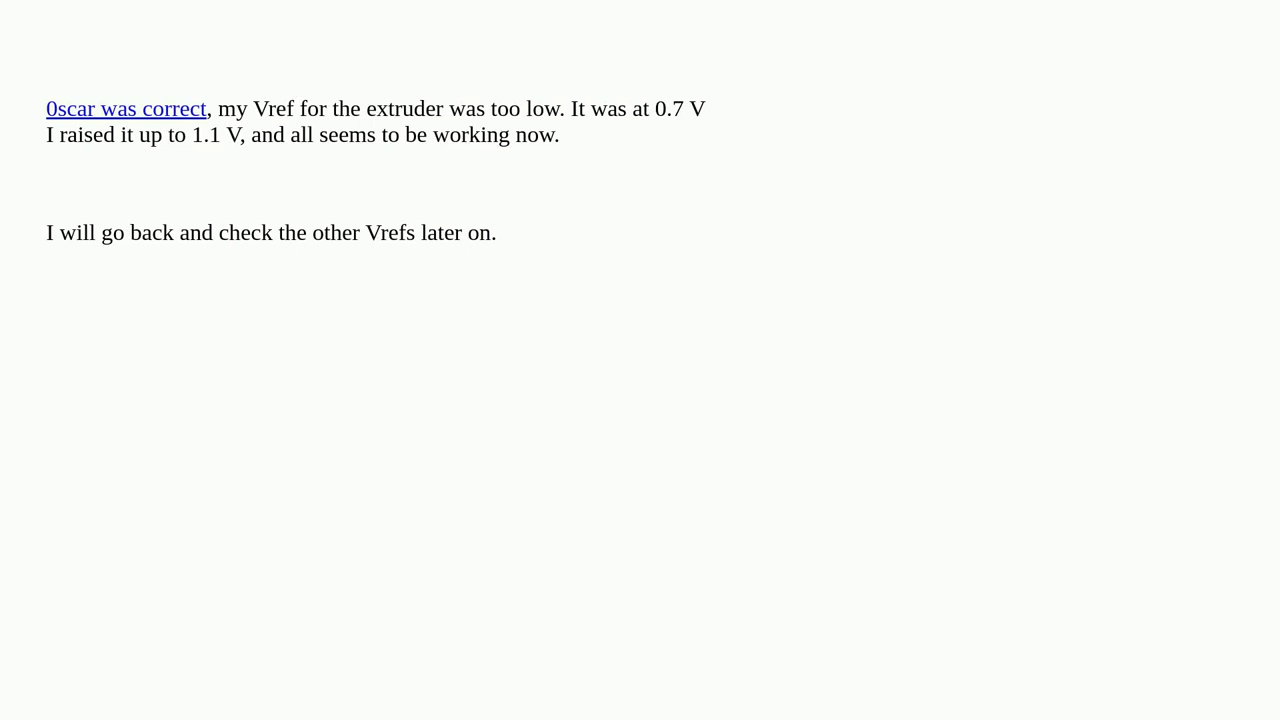 0scar was correct, my Vref for the extruder was too low. It was at 0.7 V
I raised it up to 1.1 V, and all seems to be working now.
I will go back and check the other Vrefs later on.